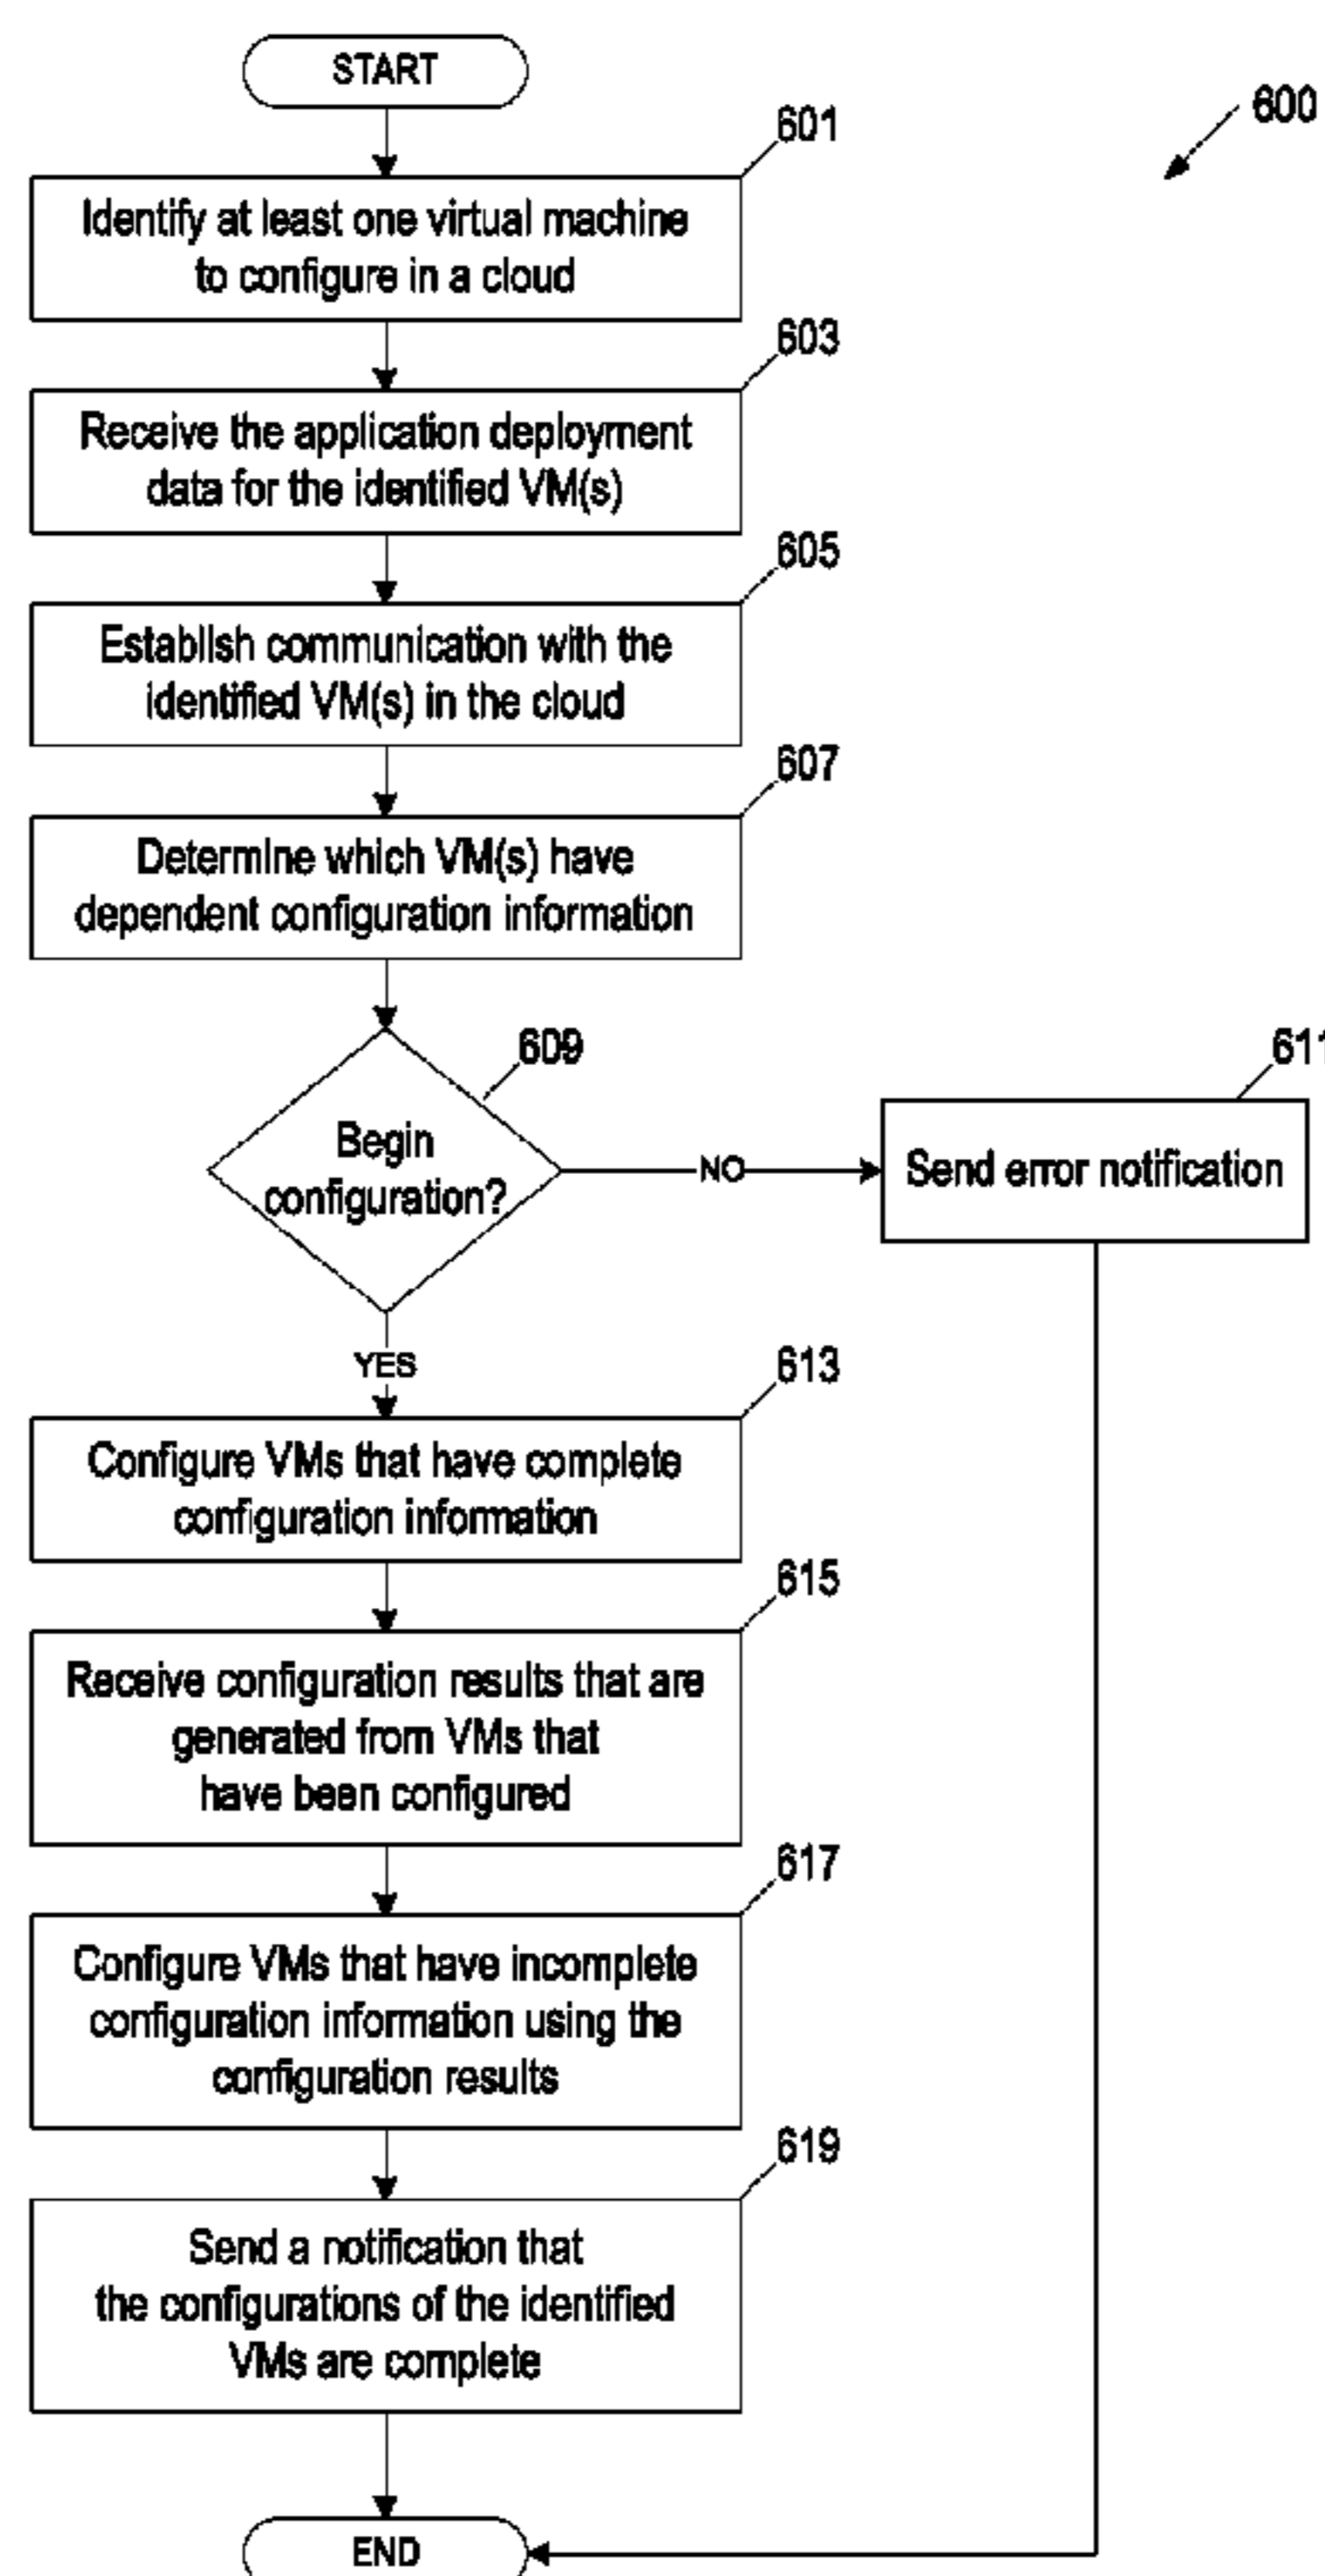 START
600
601
Identify at least one virtual machine
to configure in a cloud
603
Receive the application deployment
data for the identified VM(s)
605
Establish communication with the
identified VM(s) in the cloud
607
Determine which VM(s) have
dependent configuration information
609
Begin
configuration?
NO
611
Send error notification
YES
613
Configure VMs that have complete
configuration information
615
Receive configuration results that are
generated from VMs that
have been configured
617
Configure VMs that have incomplete
configuration information using the
configuration results
619
Send a notification that
the configurations of the identified
VMs are complete
END